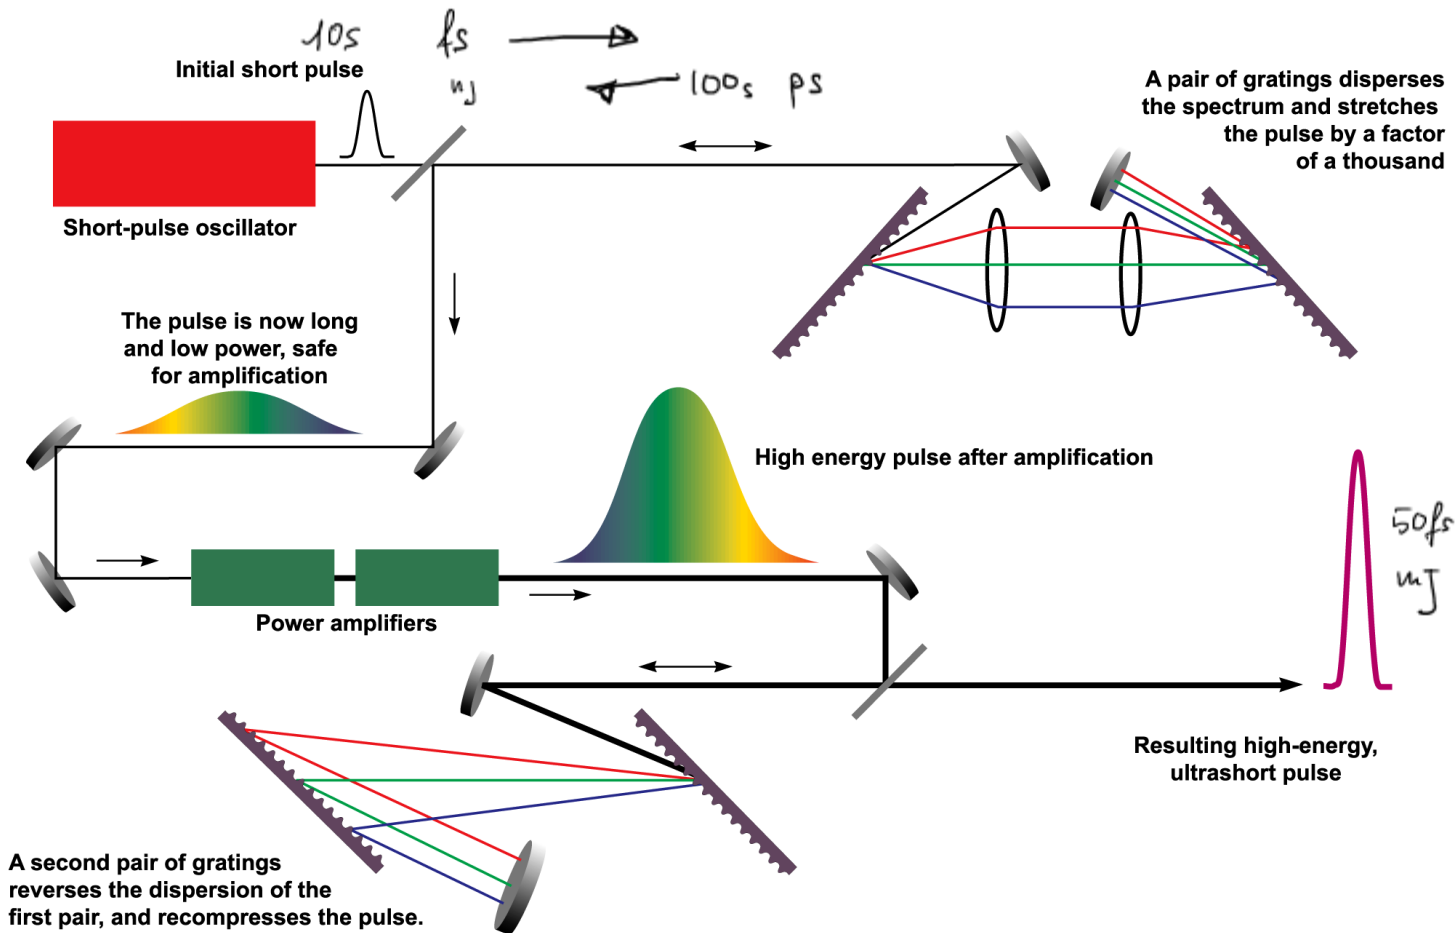 10s fs
Initial short pulse
nJ
100s ps
A pair of gratings disperses
the spectrum and stretches
the pulse by a factor
of a thousand
Short-pulse oscillator
The pulse is now long
and low power, safe
for amplification
High energy pulse after amplification
50fs
mJ
Power amplifiers
Resulting high-energy,
ultrashort pulse
A second pair of gratings
reverses the dispersion of the
first pair, and recompresses the pulse.